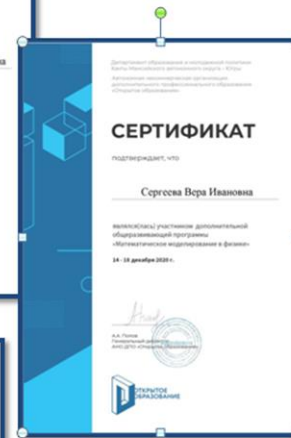 Департамент образования и молодежной политики
Ханты-Мансийского автономного округа – Югры
Автономная некоммерческая организация
дополнительного профессионального образования
«Открытое образование»
СЕРТИФИКАТ
подтверждает, что
Сергеева Вера Ивановна
являлся(лась) участником дополнительной
общеразвивающей программы
«Математическое моделирование в физике»
14 - 18 декабря 2020 г.
А.А. Попов
Генеральный директор
АНО ДПО «Открытое образование»
ОТКРЫТОЕ
ОБРАЗОВАНИЕ